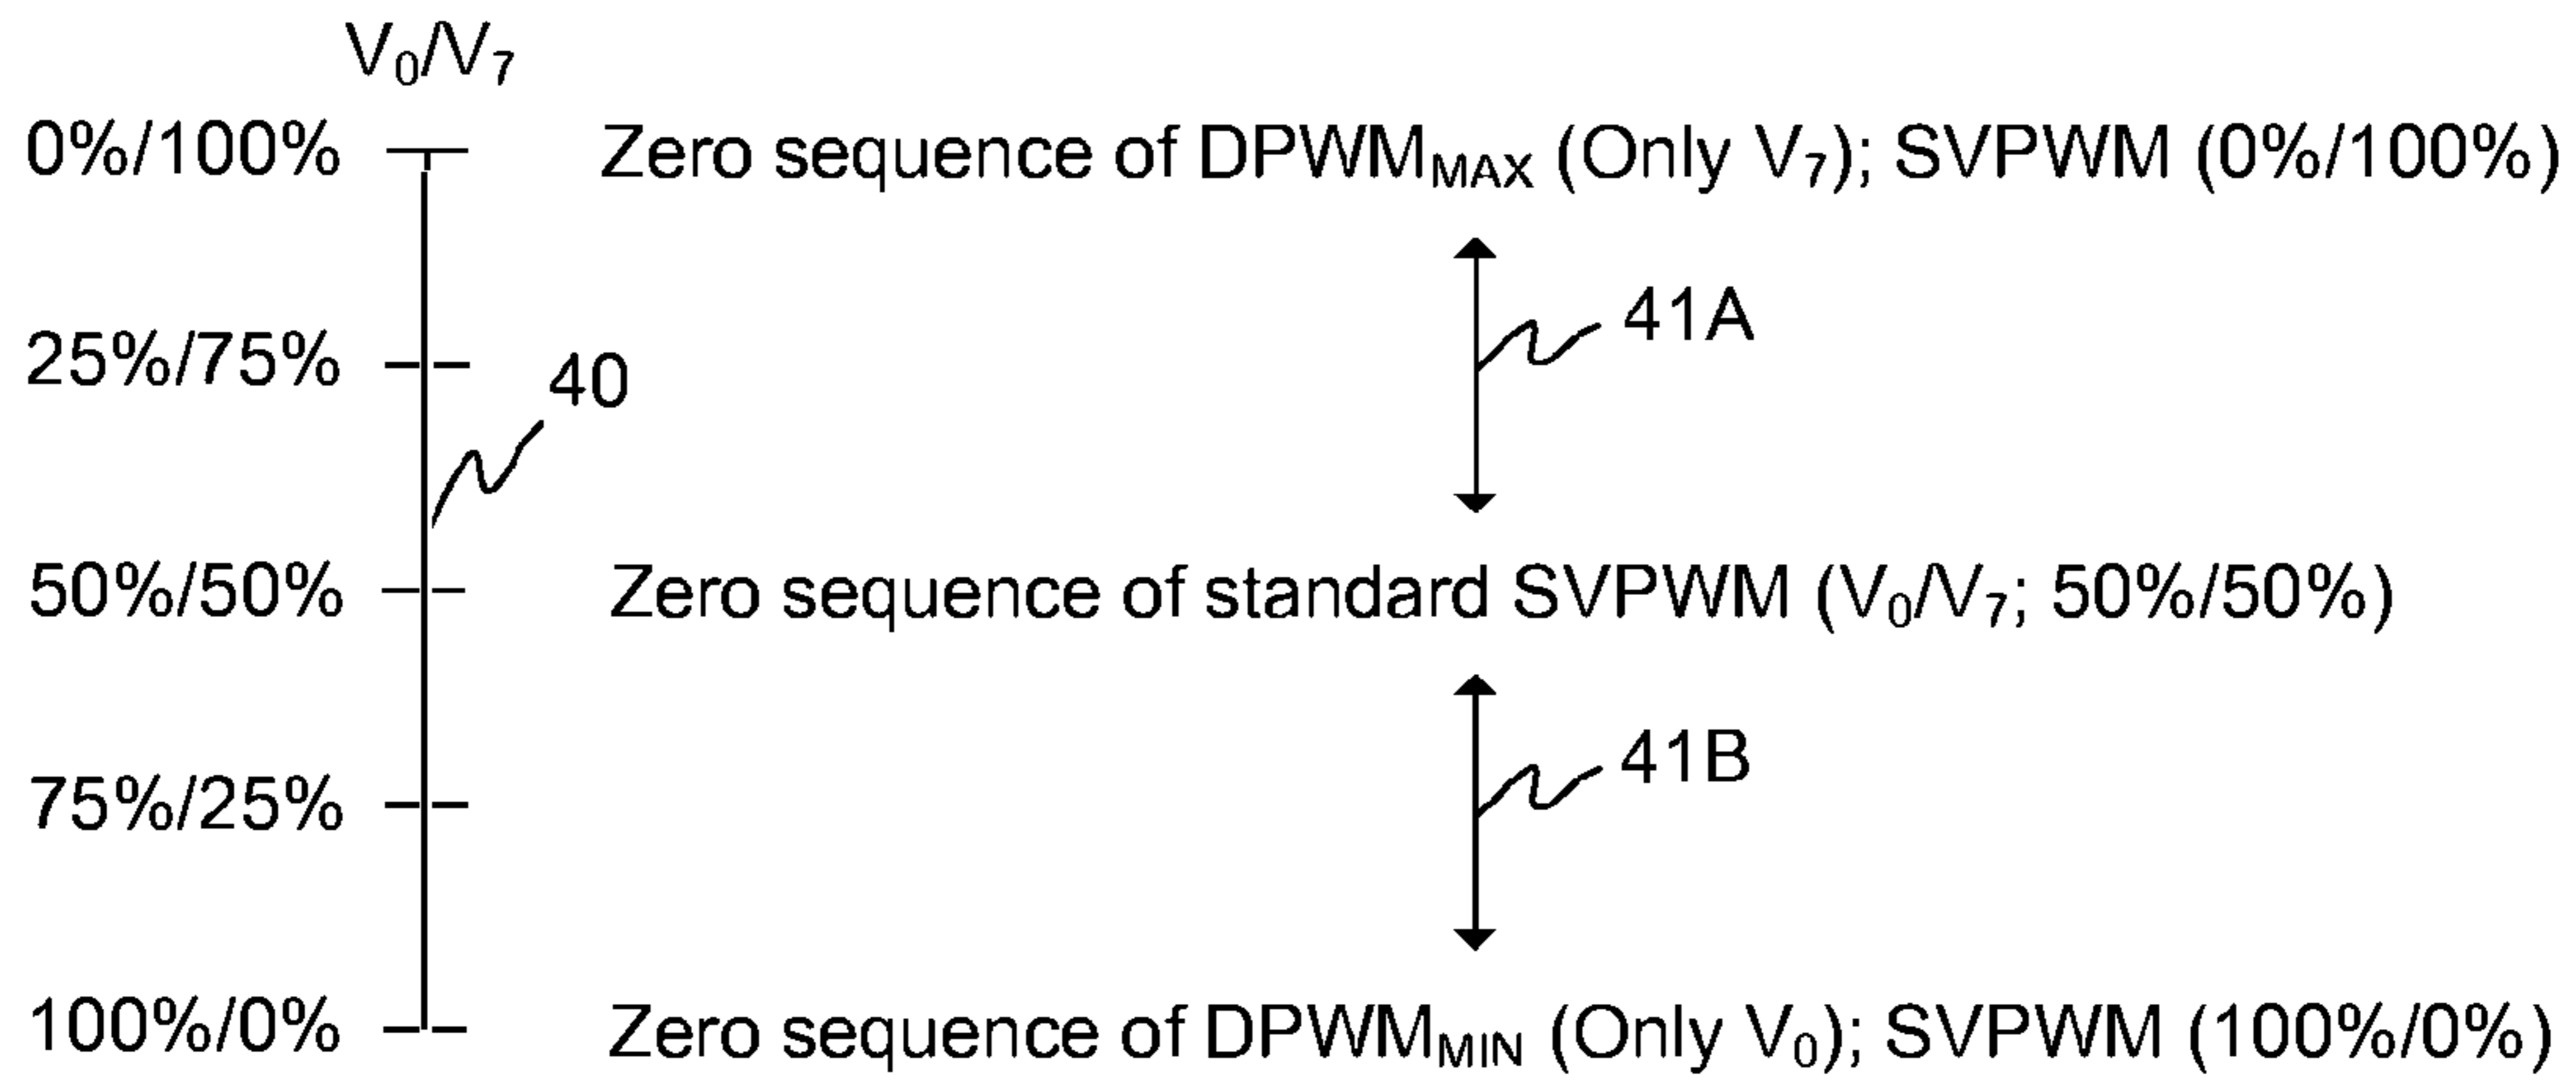 V₀/V₇
0%/100% Zero sequence of DPWM_MAX (Only V₇); SVPWM (0%/100%)
41A
25%/75%
40
50%/50% Zero sequence of standard SVPWM (V₀/V₇; 50%/50%)
41B
75%/25%
100%/0% Zero sequence of DPWM_MIN (Only V₀); SVPWM (100%/0%)